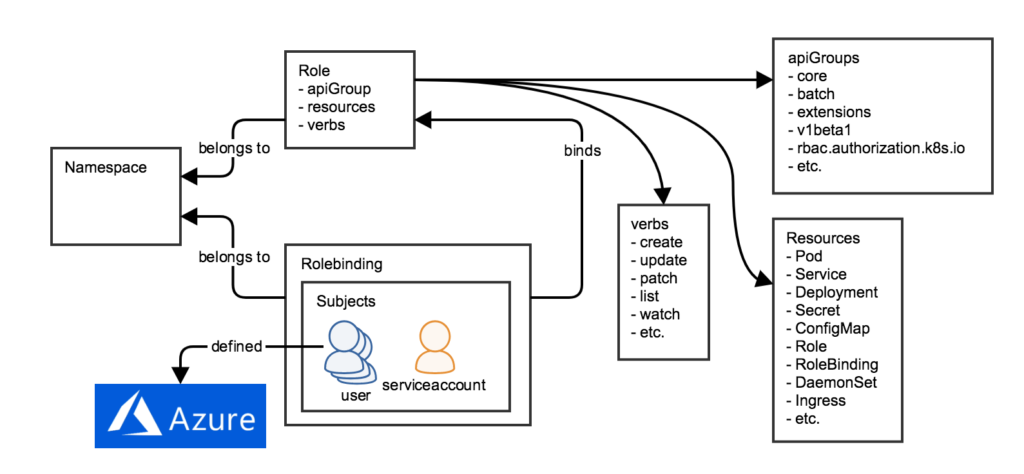 Role
- apiGroup
- resources
- verbs
apiGroups
- core
- batch
- extensions
- v1beta1
- rbac.authorization.k8s.io
- etc.
belongs to
binds
Namespace
verbs
- create
- update
- patch
- list
- watch
- etc.
Resources
- Pod
- Service
- Deployment
- Secret
- ConfigMap
- Role
- RoleBinding
- DaemonSet
- Ingress
- etc.
belongs to
Rolebinding
Subjects
defined
user
serviceaccount
Azure